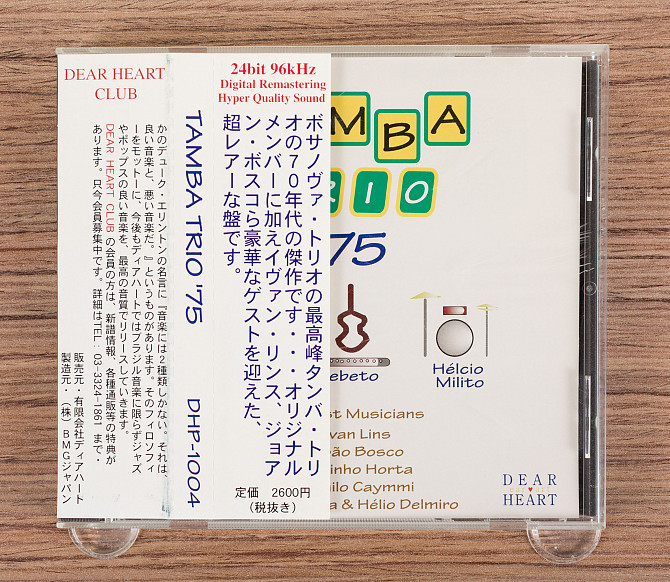 DEAR HEART
CLUB
かのデューク・エリントンの名言に『音楽には2種類しかない。それは、
良い音楽と、悪い音楽だ。』というものがあります。そのフィロソフィ
ーをモットーに、今後もディアハートではブラジル音楽に限らずジャズ
やポップスの良い音楽を、最高の音質でリリースしていきます。
DEAR HEART CLUBの会員の方は、新譜情報、各種通販等の特典が
あります。只今会員募集中です。詳細はTEL: 03-3324-1861 まで・
販売元・有限会社ディアハート
製造元・(株) BMGジャパン
TAMBA TRIO '75 DHP-1004
24bit 96kHz
Digital Remastering
Hyper Quality Sound
ボサノヴァ・トリオの最高峰タンバ・トリ
オの70年代の傑作です・・・オリジナル
メンバーに加えイヴァン・リンス、ジョア
ン・ボスコら豪華なゲストを迎えた、
超レアーな盤です。
定価 2600円
(税抜き)
MBA
RIO
75
ebeto
Hélcio
Milito
st Musicians
van Lins
ão Bosco
inho Horta
ilo Caymmi
a & Hélio Delmiro
DEAR
HEART